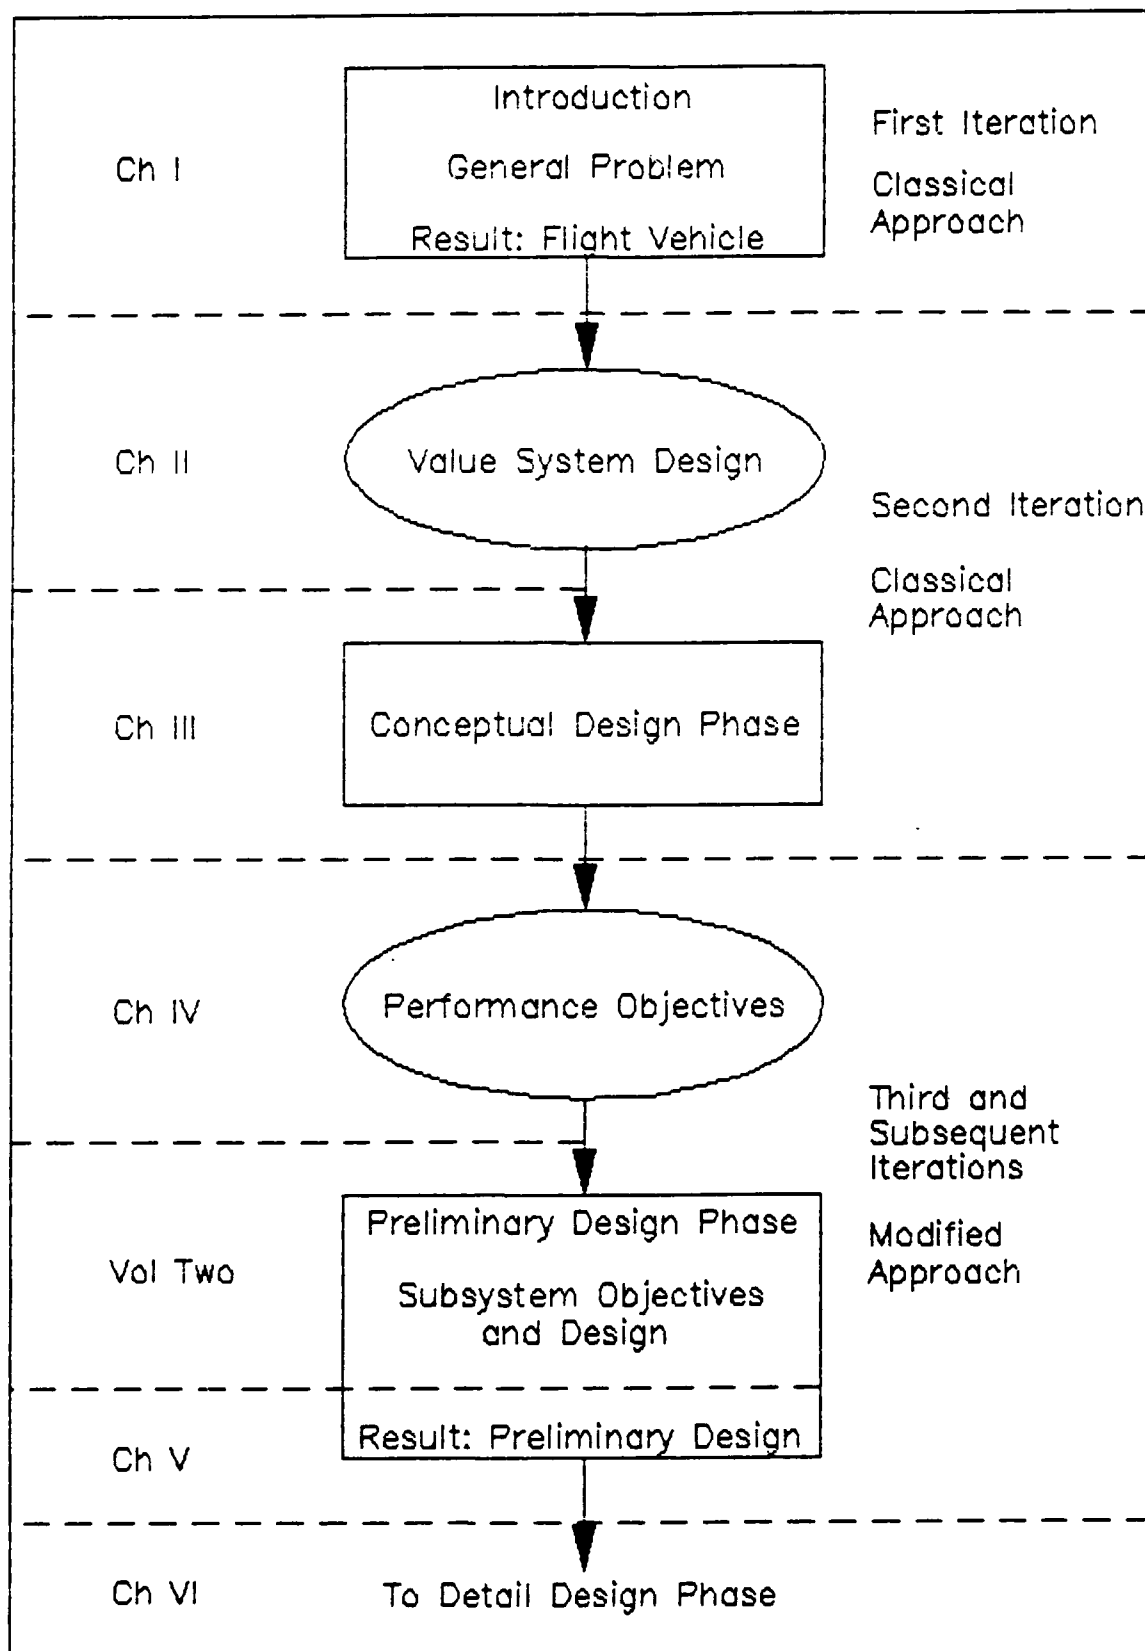 Ch I
Introduction
General Problem
Result: Flight Vehicle
First Iteration
Classical
Approach
Ch II
Value System Design
Second Iteration
Classical
Approach
Ch III
Conceptual Design Phase
Ch IV
Performance Objectives
Third and
Subsequent
Iterations
Modified
Approach
Vol Two
Preliminary Design Phase
Subsystem Objectives
and Design
Ch V
Result: Preliminary Design
Ch VI
To Detail Design Phase